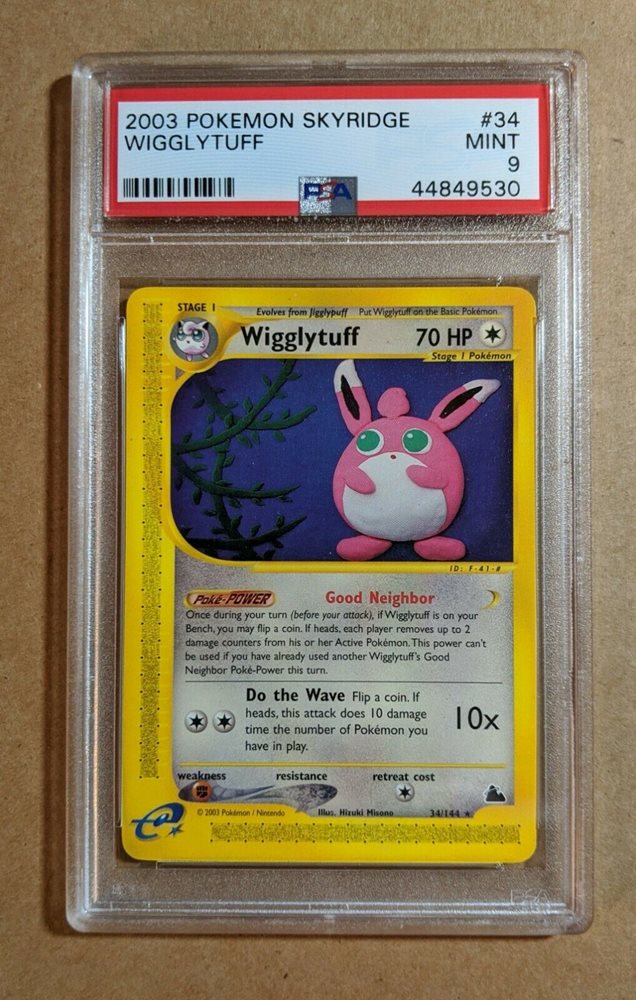 2003 POKEMON SKYRIDGE #34
WIGGLYTUFF MINT
9
PSA 44849530
STAGE 1 Evolves from Jigglypuff Put Wigglytuff on the Basic Pokémon.
Wigglytuff 70 HP
Stage 1 Pokémon
ID: F-41-#
Poké-POWER Good Neighbor
Once during your turn (before your attack), if Wigglytuff is on your
Bench, you may flip a coin. If heads, each player removes up to 2
damage counters from his or her Active Pokémon. This power can't
be used if you have already used another Wigglytuff's Good
Neighbor Poké-Power this turn.
Do the Wave Flip a coin. If
heads, this attack does 10 damage
time the number of Pokémon you
have in play.
10x
weakness resistance retreat cost
© 2003 Pokémon / Nintendo Illus. Hizuki Misono 34/144 ★
e
PSA